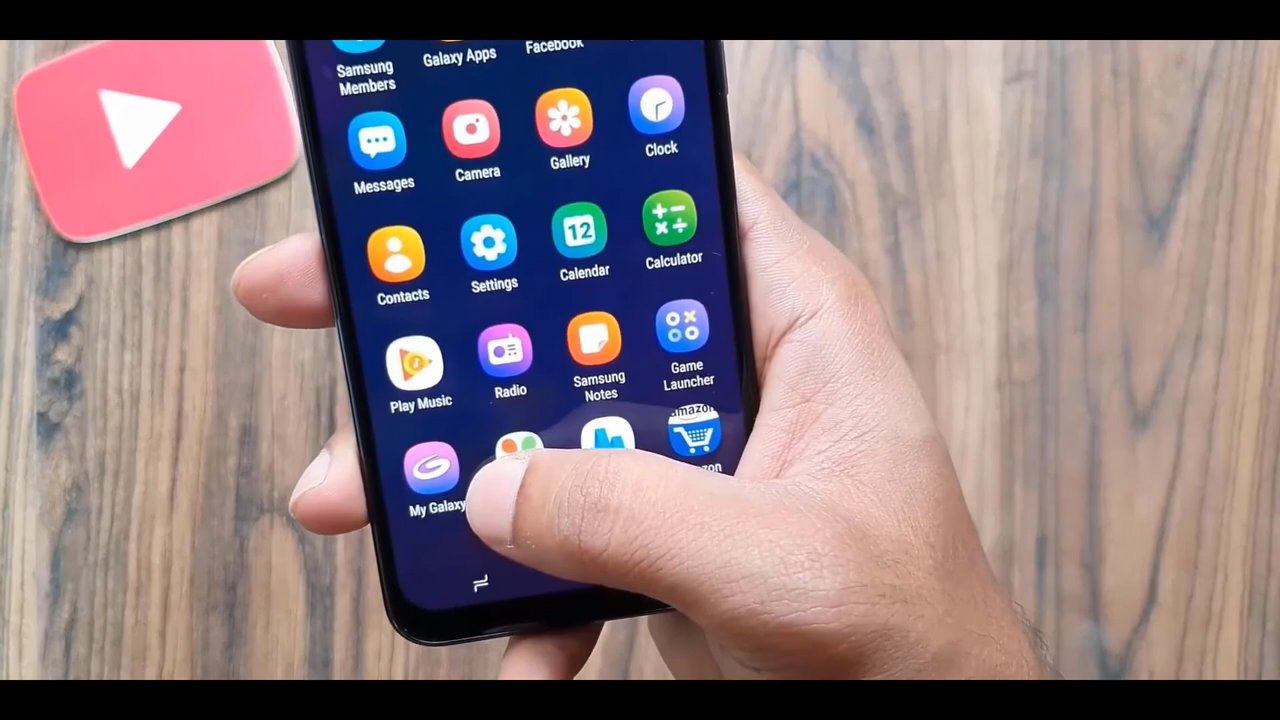 Samsung
Members
Galaxy Apps
Facebook
Messages
Camera
Gallery
Clock
Contacts
Settings
12
Calendar
Calculator
Play Music
Radio
Samsung
Notes
Game
Launcher
amazon
My Galaxy